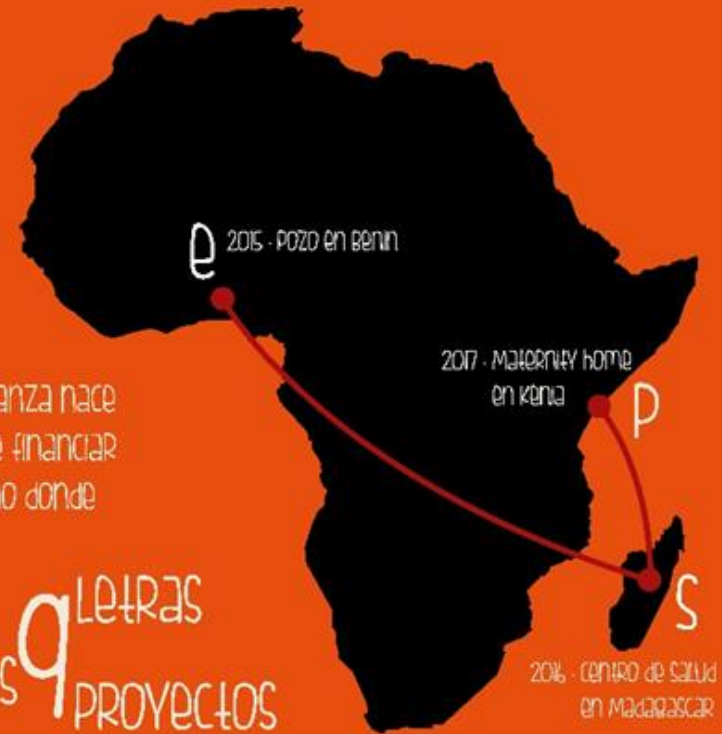 e
2015 · Pozo en Benin
2017 · Maternity home
en Kenia
P
anza nace
financiar
donde
S
9 Letras
Proyectos
2016 · Centro de salud
en Madagascar